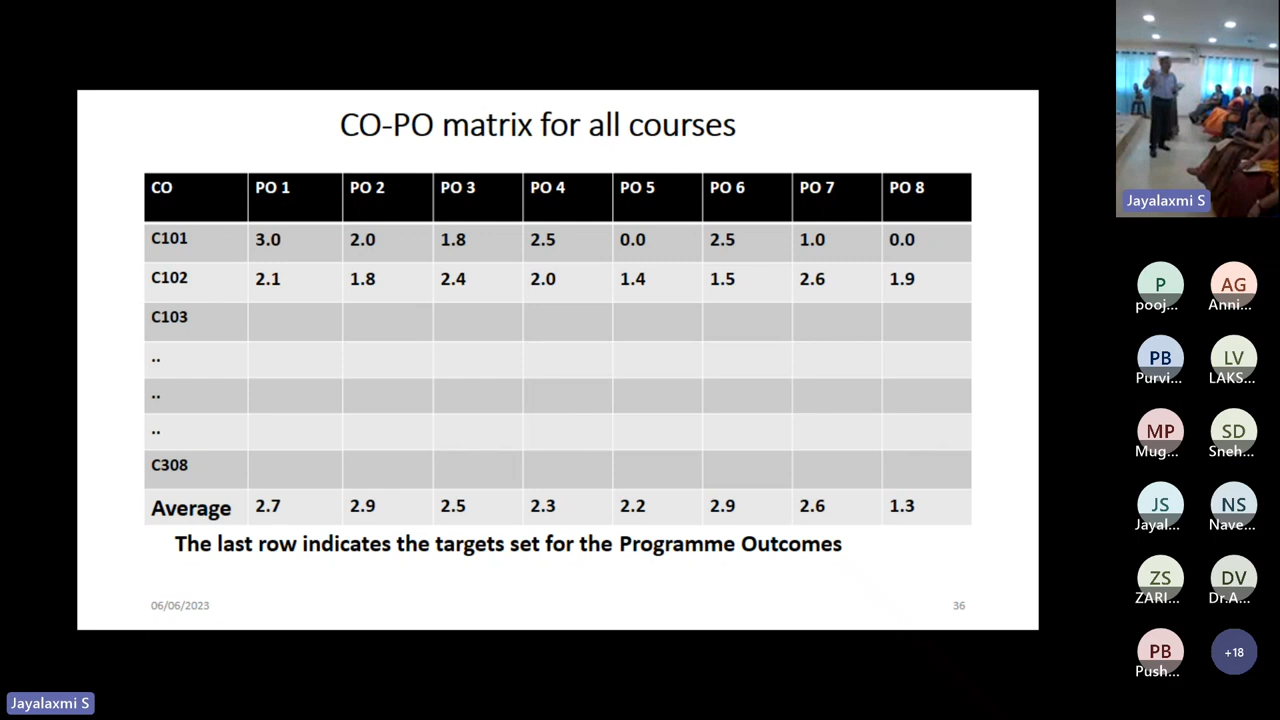 CO-PO matrix for all courses
CO PO 1 PO 2 PO 3 PO 4 PO 5 PO 6 PO 7 PO 8
C101 3.0 2.0 1.8 2.5 0.0 2.5 1.0 0.0
C102 2.1 1.8 2.4 2.0 1.4 1.5 2.6 1.9
C103
..
..
..
C308
Average 2.7 2.9 2.5 2.3 2.2 2.9 2.6 1.3
The last row indicates the targets set for the Programme Outcomes
06/06/2023 36
Jayalaxmi S
P AG
pooj... Anni...
PB LV
Purvi... LAKS...
MP SD
Mug... Sneh...
JS NS
Jayal... Nave...
ZS DV
ZARI... Dr.A...
PB +18
Push...
Jayalaxmi S